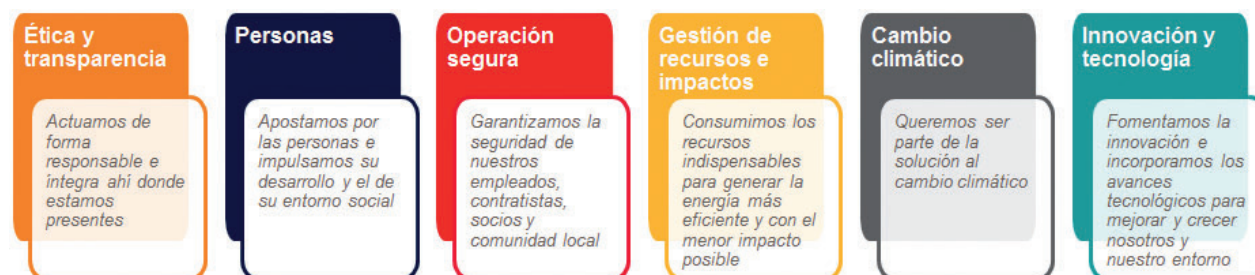 Ética y
transparencia
Actuamos de
forma
responsable e
íntegra ahí donde
estamos
presentes
Personas
Apostamos por
las personas e
impulsamos su
desarrollo y el de
su entorno social
Operación
segura
Garantizamos la
seguridad de
nuestros
empleados,
contratistas,
socios y
comunidad local
Gestión de
recursos e
impactos
Consumimos los
recursos
indispensables
para generar la
energía más
eficiente y con el
menor impacto
posible
Cambio
climático
Queremos ser
parte de la
solución al
cambio climático
Innovación y
tecnología
Fomentamos la
innovación e
incorporamos los
avances
tecnológicos para
mejorar y crecer
nosotros y
nuestro entorno